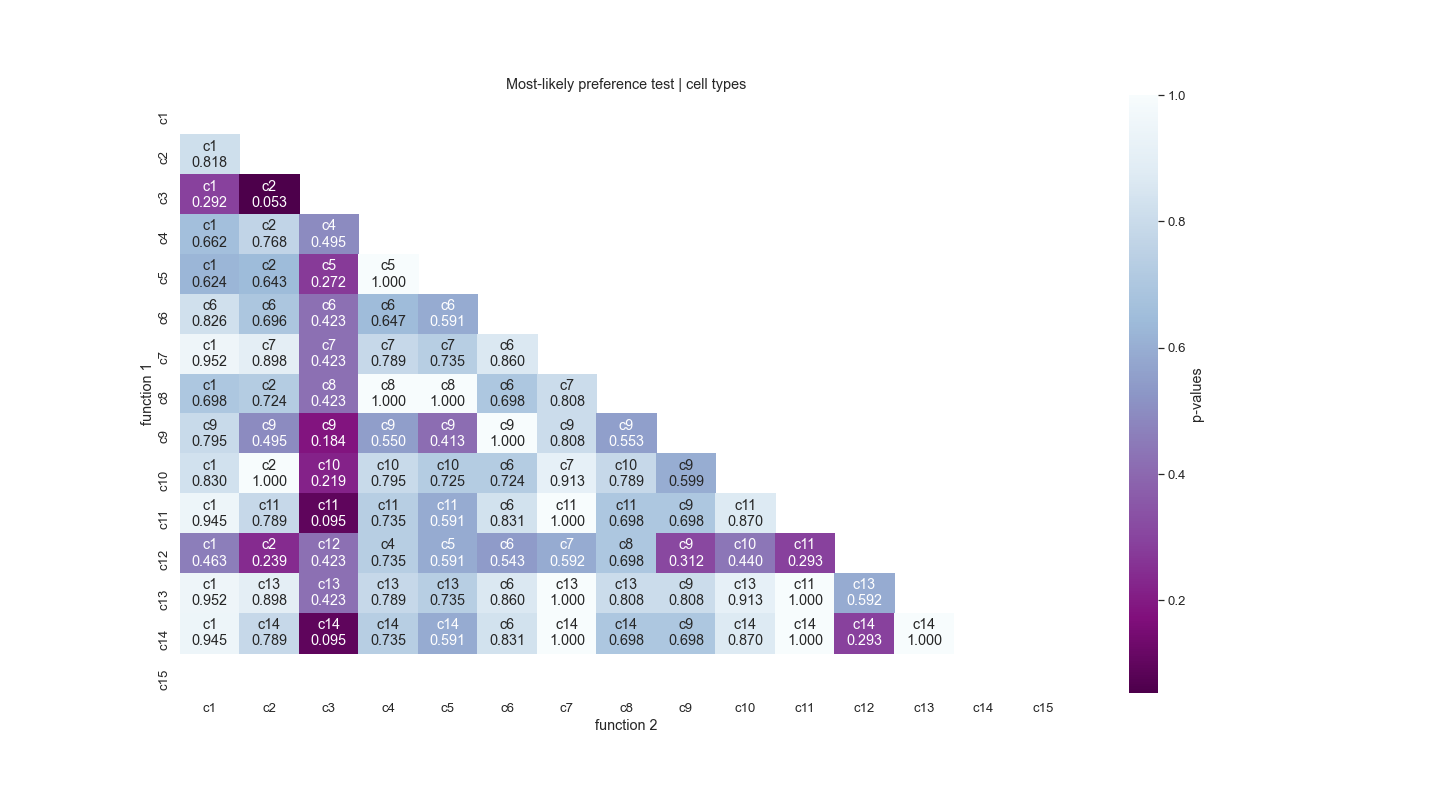 Most-likely preference test | cell types
c1
c2
c1
0.818
c3
c1 c2
0.292 0.053
c4
c1 c2 c4
0.662 0.768 0.495
c5
c1 c2 c5 c5
0.624 0.643 0.272 1.000
c6
c6 c6 c6 c6 c6
0.826 0.696 0.423 0.647 0.591
c7
c1 c7 c7 c7 c7 c6
0.952 0.898 0.423 0.789 0.735 0.860
c8
c1 c2 c8 c8 c8 c6 c7
0.698 0.724 0.423 1.000 1.000 0.698 0.808
c9
c9 c9 c9 c9 c9 c9 c9 c9
0.795 0.495 0.184 0.550 0.413 1.000 0.808 0.553
c10
c1 c2 c10 c10 c10 c6 c7 c10 c9
0.830 1.000 0.219 0.795 0.725 0.724 0.913 0.789 0.599
c11
c1 c11 c11 c11 c11 c6 c11 c11 c9 c11
0.945 0.789 0.095 0.735 0.591 0.831 1.000 0.698 0.698 0.870
c12
c1 c2 c12 c4 c5 c6 c7 c8 c9 c10 c11
0.463 0.239 0.423 0.735 0.591 0.543 0.592 0.698 0.312 0.440 0.293
c13
c1 c13 c13 c13 c13 c6 c13 c13 c9 c13 c11 c13
0.952 0.898 0.423 0.789 0.735 0.860 1.000 0.808 0.808 0.913 1.000 0.592
c14
c1 c14 c14 c14 c14 c6 c14 c14 c9 c14 c14 c14 c14
0.945 0.789 0.095 0.735 0.591 0.831 1.000 0.698 0.698 0.870 1.000 0.293 1.000
c15
c1 c2 c3 c4 c5 c6 c7 c8 c9 c10 c11 c12 c13 c14 c15
function 2
function 1
1.0
0.8
0.6
0.4
0.2
p-values